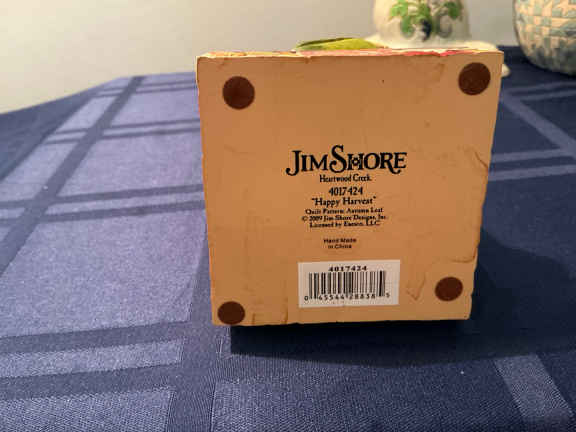 JIM SHORE
Heartwood Creek
4017424
"Happy Harvest"
Quilt Pattern: Autumn Leaf
© 2009 Jim Shore Designs, Inc.
Licensed by Enesco, LLC
Hand Made
in China
4017424
0 45544 28838 5